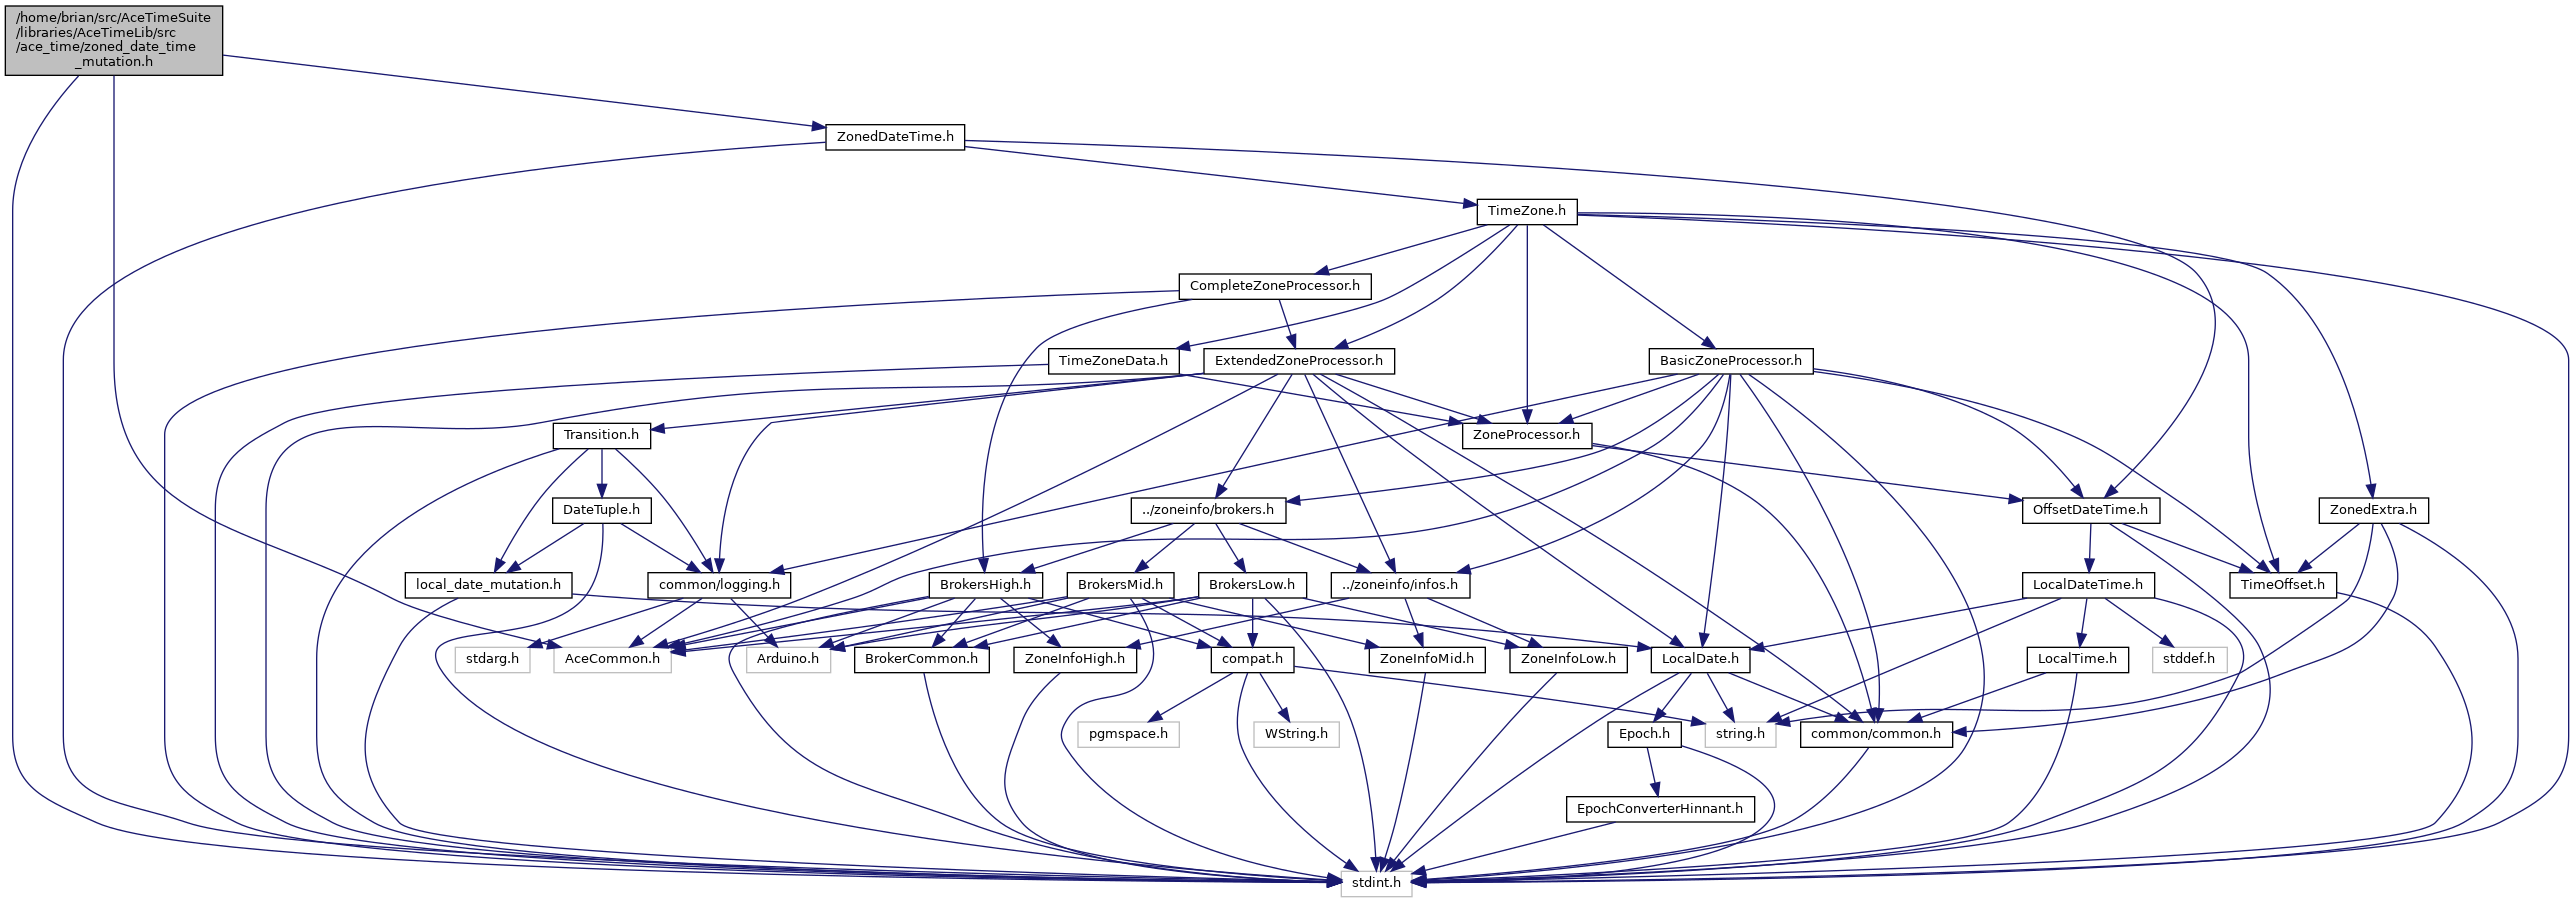 /home/brian/src/AceTimeSuite
/libraries/AceTimeLib/src
/ace_time/zoned_date_time
_mutation.h
ZonedDateTime.h
TimeZone.h
CompleteZoneProcessor.h
TimeZoneData.h
ExtendedZoneProcessor.h
BasicZoneProcessor.h
Transition.h
ZoneProcessor.h
DateTuple.h
../zoneinfo/brokers.h
OffsetDateTime.h
ZonedExtra.h
local_date_mutation.h
common/logging.h
BrokersHigh.h
BrokersMid.h
BrokersLow.h
../zoneinfo/infos.h
LocalDateTime.h
TimeOffset.h
stdarg.h
AceCommon.h
Arduino.h
BrokerCommon.h
ZoneInfoHigh.h
compat.h
ZoneInfoMid.h
ZoneInfoLow.h
LocalDate.h
LocalTime.h
stddef.h
pgmspace.h
WString.h
Epoch.h
string.h
common/common.h
EpochConverterHinnant.h
stdint.h